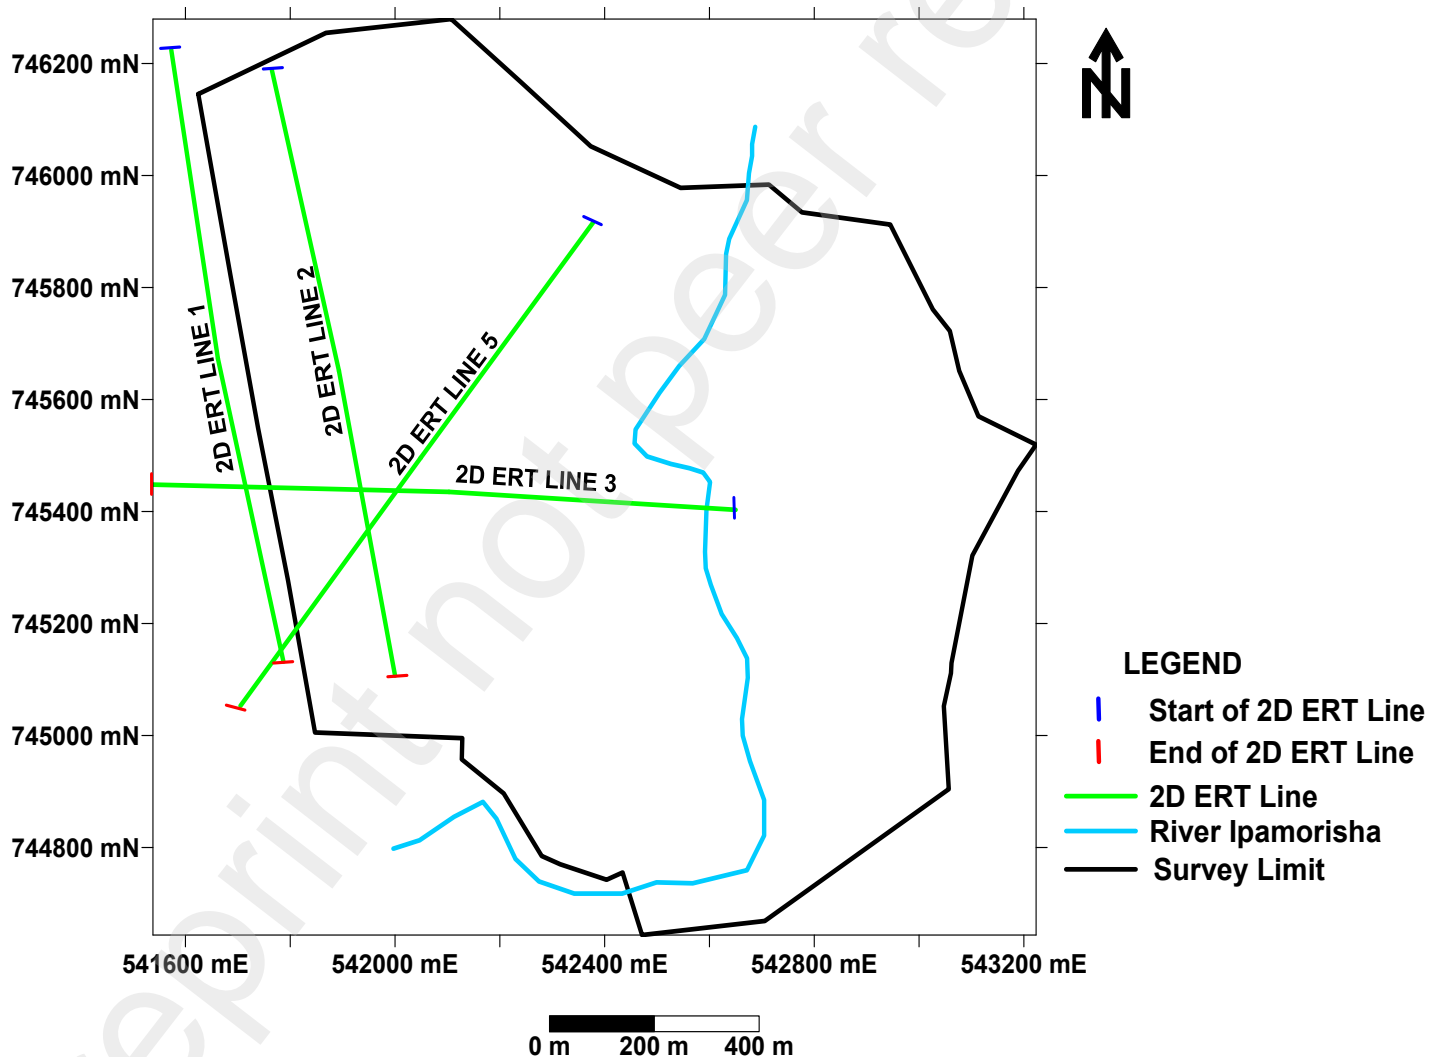 N
746200 mN
746000 mN
745800 mN
745600 mN
745400 mN
745200 mN
745000 mN
744800 mN
2D ERT LINE 1
2D ERT LINE 2
2D ERT LINE 5
2D ERT LINE 3
541600 mE
542000 mE
542400 mE
542800 mE
543200 mE
0 m
200 m
400 m
LEGEND
Start of 2D ERT Line
End of 2D ERT Line
2D ERT Line
River Ipamorisha
Survey Limit
eprint not peer re